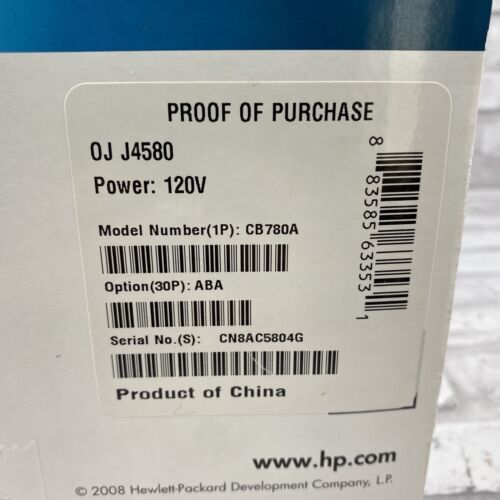 PROOF OF PURCHASE
OJ J4580
Power: 120V
Model Number(1P): CB780A
Option(30P): ABA
Serial No.(S): CN8AC5804G
Product of China
8 83585 63353 1
www.hp.com
© 2008 Hewlett-Packard Development Company, L.P.